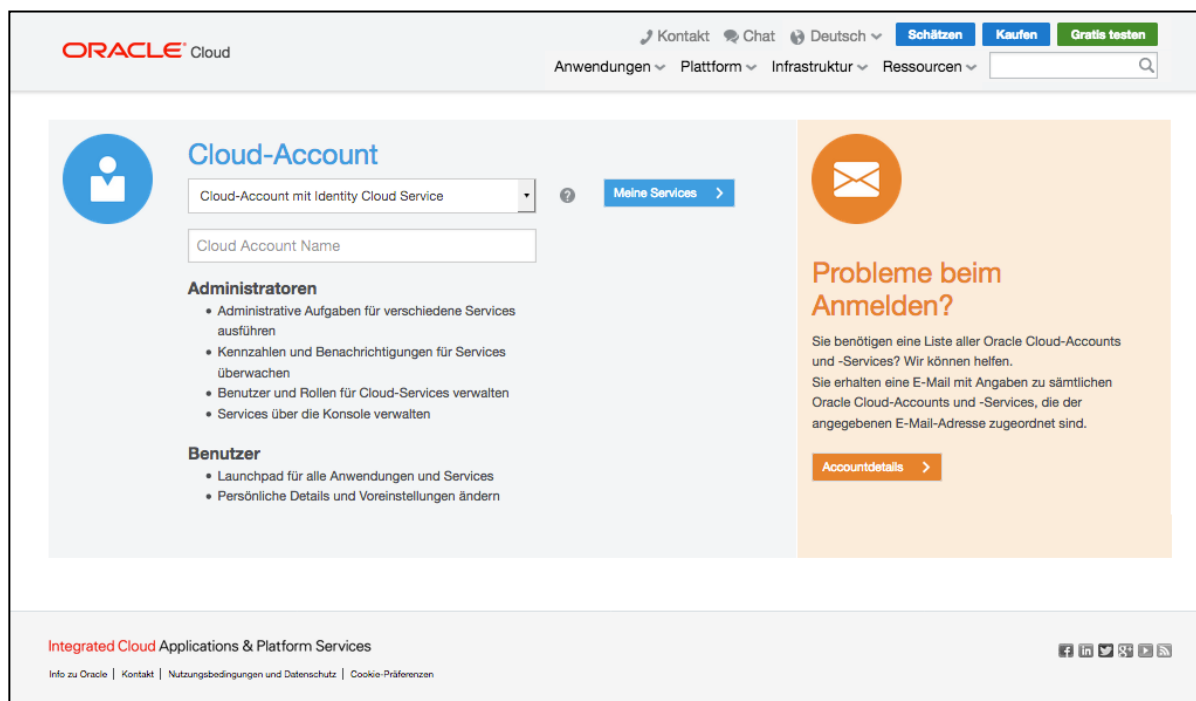 ORACLE Cloud
Kontakt Chat Deutsch Schätzen Kaufen Gratis testen
Anwendungen Plattform Infrastruktur Ressourcen
Cloud-Account
Cloud-Account mit Identity Cloud Service
Meine Services
Cloud Account Name
Administratoren
• Administrative Aufgaben für verschiedene Services
ausführen
• Kennzahlen und Benachrichtigungen für Services
überwachen
• Benutzer und Rollen für Cloud-Services verwalten
• Services über die Konsole verwalten
Benutzer
• Launchpad für alle Anwendungen und Services
• Persönliche Details und Voreinstellungen ändern
Probleme beim
Anmelden?
Sie benötigen eine Liste aller Oracle Cloud-Accounts
und -Services? Wir können helfen.
Sie erhalten eine E-Mail mit Angaben zu sämtlichen
Oracle Cloud-Accounts und -Services, die der
angegebenen E-Mail-Adresse zugeordnet sind.
Accountdetails
Integrated Cloud Applications & Platform Services
Info zu Oracle | Kontakt | Nutzungsbedingungen und Datenschutz | Cookie-Präferenzen